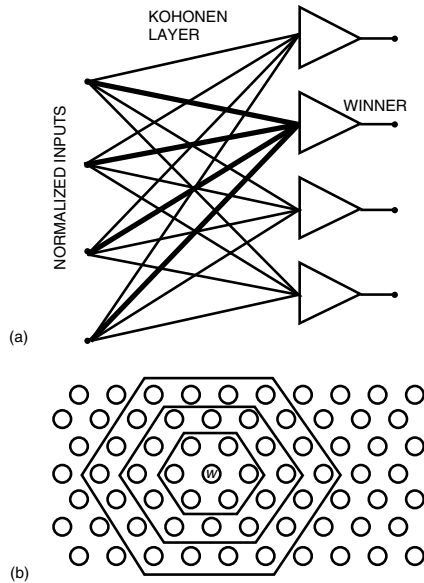 KOHONEN
LAYER
WINNER
NORMALIZED INPUTS
(a)
W
(b)